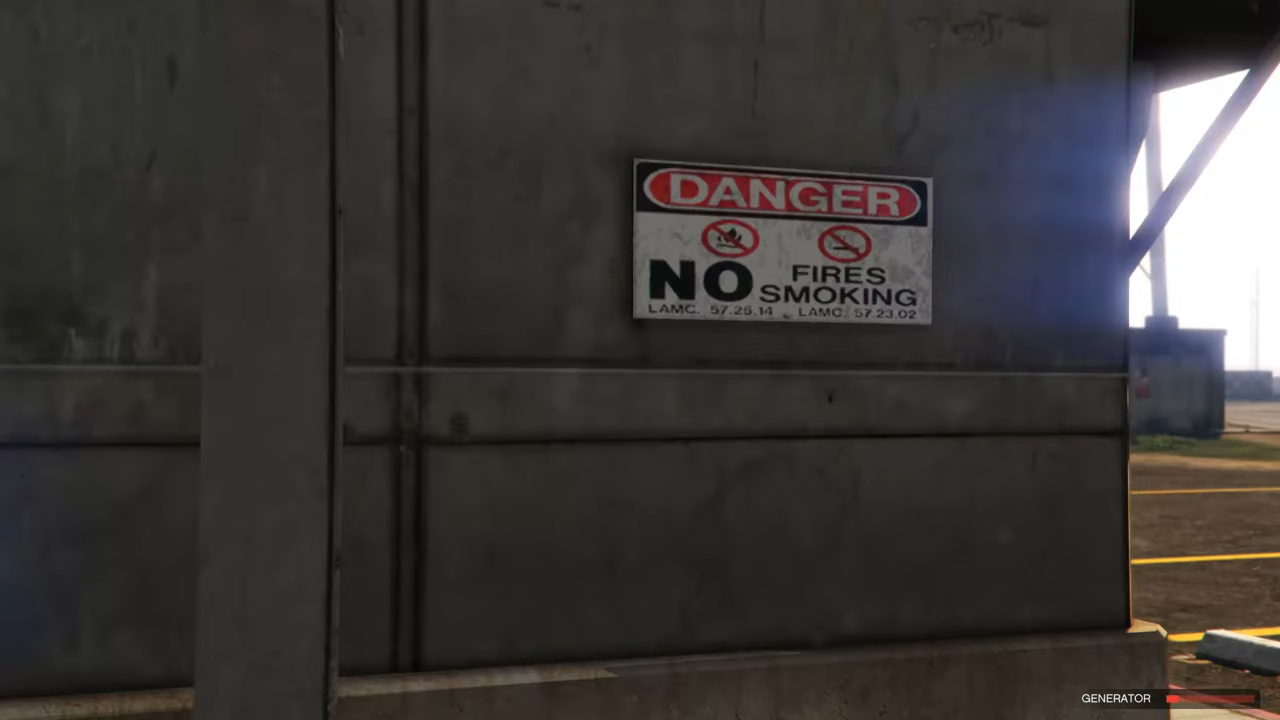 DANGER
NO FIRES
SMOKING
LAMC. 57.25.14 LAMC. 57.23.02
GENERATOR